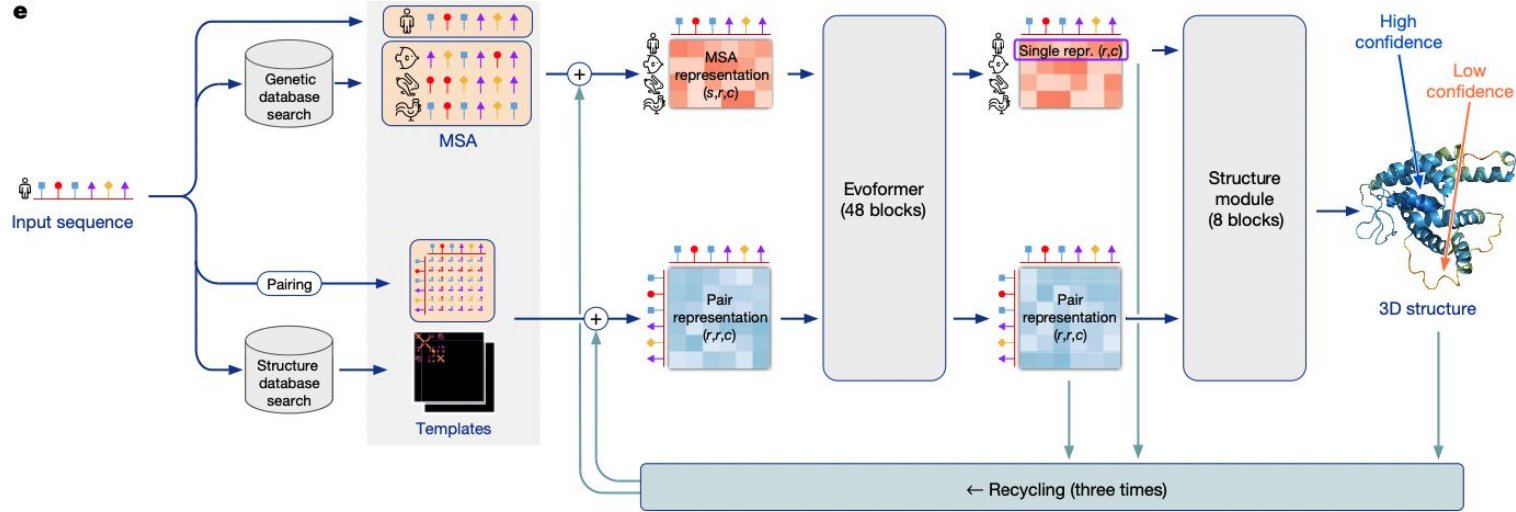 e
Input sequence
Genetic
database
search
MSA
Pairing
Structure
database
search
Templates
+
+
MSA
representation
(s,r,c)
Pair
representation
(r,r,c)
Evoformer
(48 blocks)
Single repr. (r,c)
Pair
representation
(r,r,c)
Structure
module
(8 blocks)
High
confidence
Low
confidence
3D structure
← Recycling (three times)